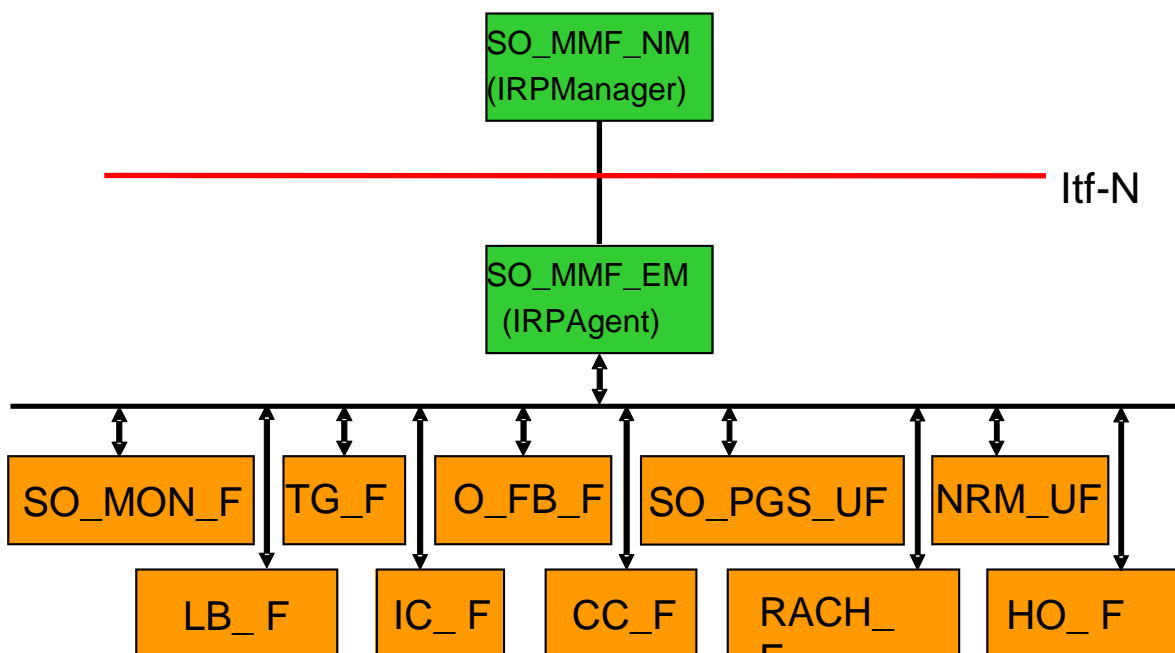 SO_MMF_NM
(IRPManager)
Itf-N
SO_MMF_EM
(IRPAgent)
SO_MON_F
TG_F
O_FB_F
SO_PGS_UF
NRM_UF
LB_ F
IC_ F
CC_F
RACH_
HO_ F